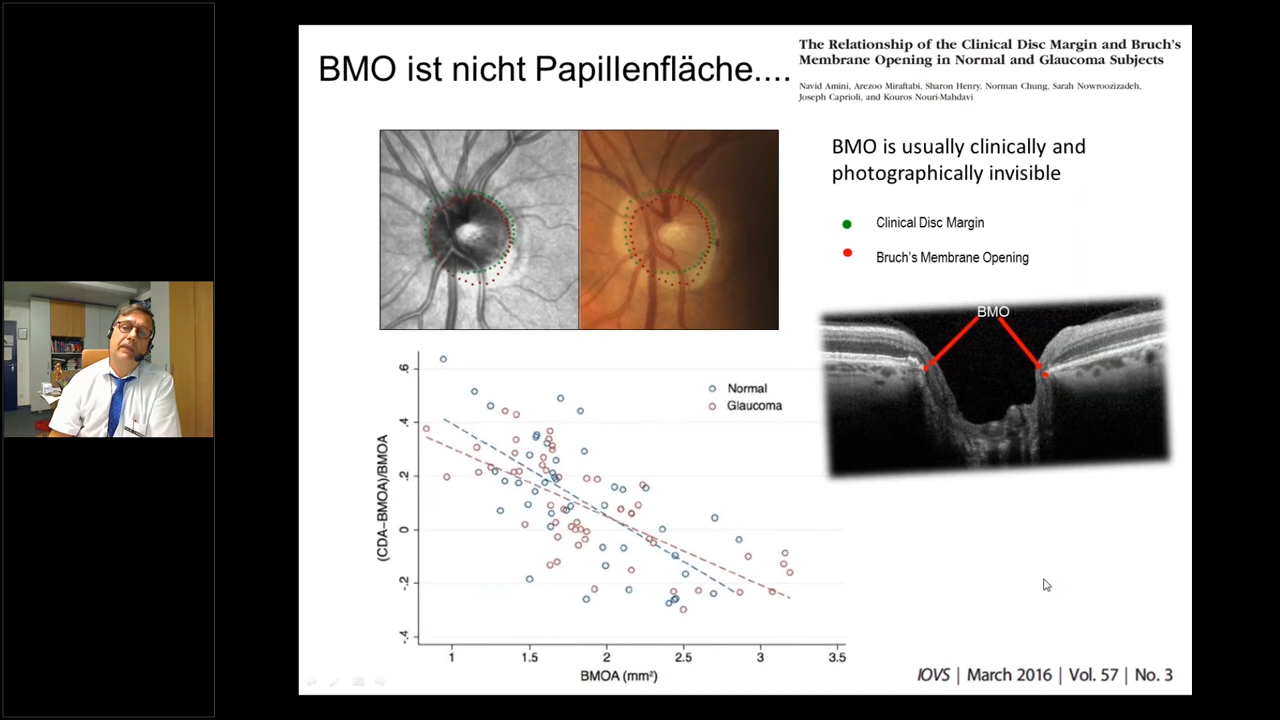 BMO ist nicht Papillenfläche....
The Relationship of the Clinical Disc Margin and Bruch's
Membrane Opening in Normal and Glaucoma Subjects
Navid Amini, Arezoo Miraftabi, Sharon Henry, Norman Chung, Sarah Nowroozizadeh,
Joseph Caprioli, and Kouros Nouri-Mahdavi
BMO is usually clinically and
photographically invisible
Clinical Disc Margin
Bruch's Membrane Opening
BMO
Normal
Glaucoma
(CDA−BMOA)/BMOA
.6
.4
.2
0
-.2
-.4
1 1.5 2 2.5 3 3.5
BMOA (mm²)
IOVS | March 2016 | Vol. 57 | No. 3